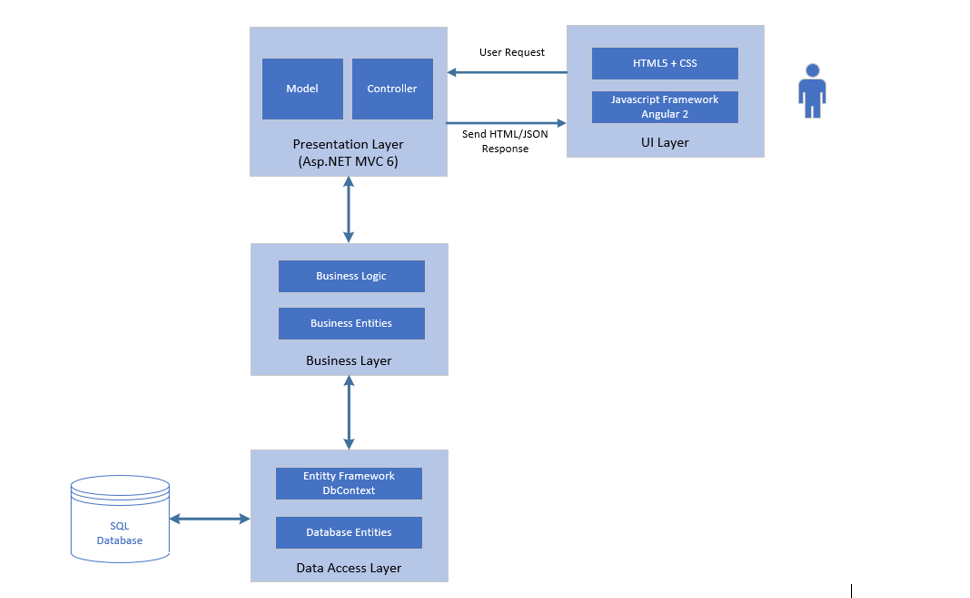 User Request
HTML5 + CSS
Model
Controller
Javascript Framework
Angular 2
Send HTML/JSON
Response
Presentation Layer
(Asp.NET MVC 6)
UI Layer
Business Logic
Business Entities
Business Layer
Entitty Framework
DbContext
SQL
Database
Database Entities
Data Access Layer